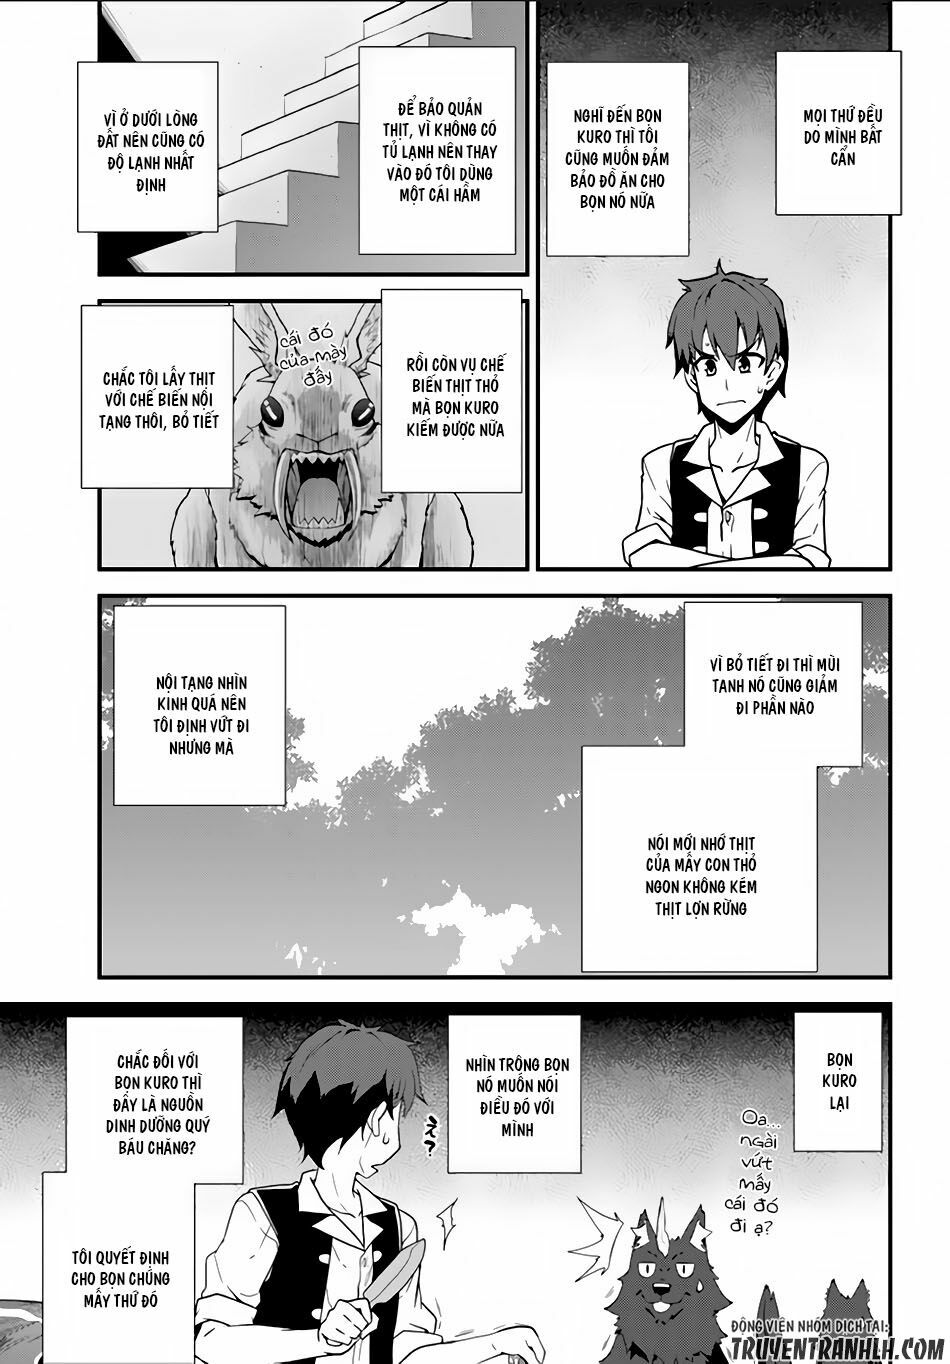 MỌI THỨ ĐỀU
DO MÌNH BẤT
CẨN
NGHĨ ĐẾN BỌN
KURO THÌ TÔI
CŨNG MUỐN ĐẢM
BẢO ĐỒ ĂN CHO
BỌN NÓ NỮA
ĐỂ BẢO QUẢN
THỊT, VÌ KHÔNG CÓ
TỦ LẠNH NÊN THAY
VÀO ĐÓ TÔI DÙNG
MỘT CÁI HẦM
VÌ Ở DƯỚI LÒNG
ĐẤT NÊN CŨNG CÓ
ĐỘ LẠNH NHẤT
ĐỊNH
RỒI CÒN VỤ CHẾ
BIẾN THỊT THỎ
MÀ BỌN KURO
KIẾM ĐƯỢC NỮA
cái đó
của mày
đấy
CHẮC TÔI LẤY THỊT
VỚI CHẾ BIẾN NỘI
TẠNG THÔI, BỎ TIẾT
VÌ BỎ TIẾT ĐI THÌ MÙI
TANH NÓ CŨNG GIẢM
ĐI PHẦN NÀO
NÓI MỚI NHỚ THỊT
CỦA MẤY CON THỎ
NGON KHÔNG KÉM
THỊT LỢN RỪNG
NỘI TẠNG NHÌN
KINH QUÁ NÊN
TÔI ĐỊNH VỨT ĐI
NHƯNG MÀ
BỌN
KURO
LẠI
Oa...
ngài
vứt
mấy
cái đó
đi ạ?
NHÌN TRÔNG BỌN
NÓ MUỐN NÓI
ĐIỀU ĐÓ VỚI
MÌNH
え?
CHẮC ĐỐI VỚI
BỌN KURO THÌ
ĐẤY LÀ NGUỒN
DINH DƯỠNG QUÝ
BÁU CHĂNG?
TÔI QUYẾT ĐỊNH
CHO BỌN CHÚNG
MẤY THỨ ĐÓ
ĐỘNG VIÊN NHÓM DỊCH TẠI:
TRUYENTRANHLH.COM